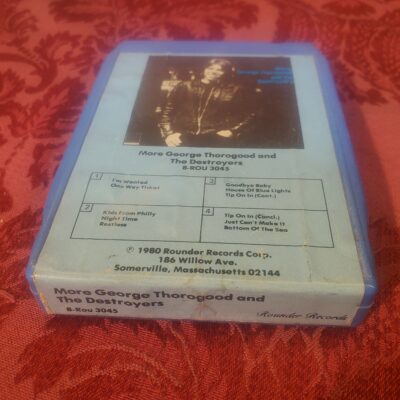 More George Thorogood and
The Destroyers
8-ROU 3045
1
I'm Wanted
One Way Ticket
2
Kids From Philly
Night Time
Restless
3
Goodbye Baby
House Of Blue Lights
Tip On In (Cont.)
4
Tip On In (Concl.)
Just Can't Make It
Bottom Of The Sea
© 1980 Rounder Records Corp.
186 Willow Ave.
Somerville, Massachusetts 02144
More George Thorogood and
The Destroyers
8-Rou 3045
Rounder Records